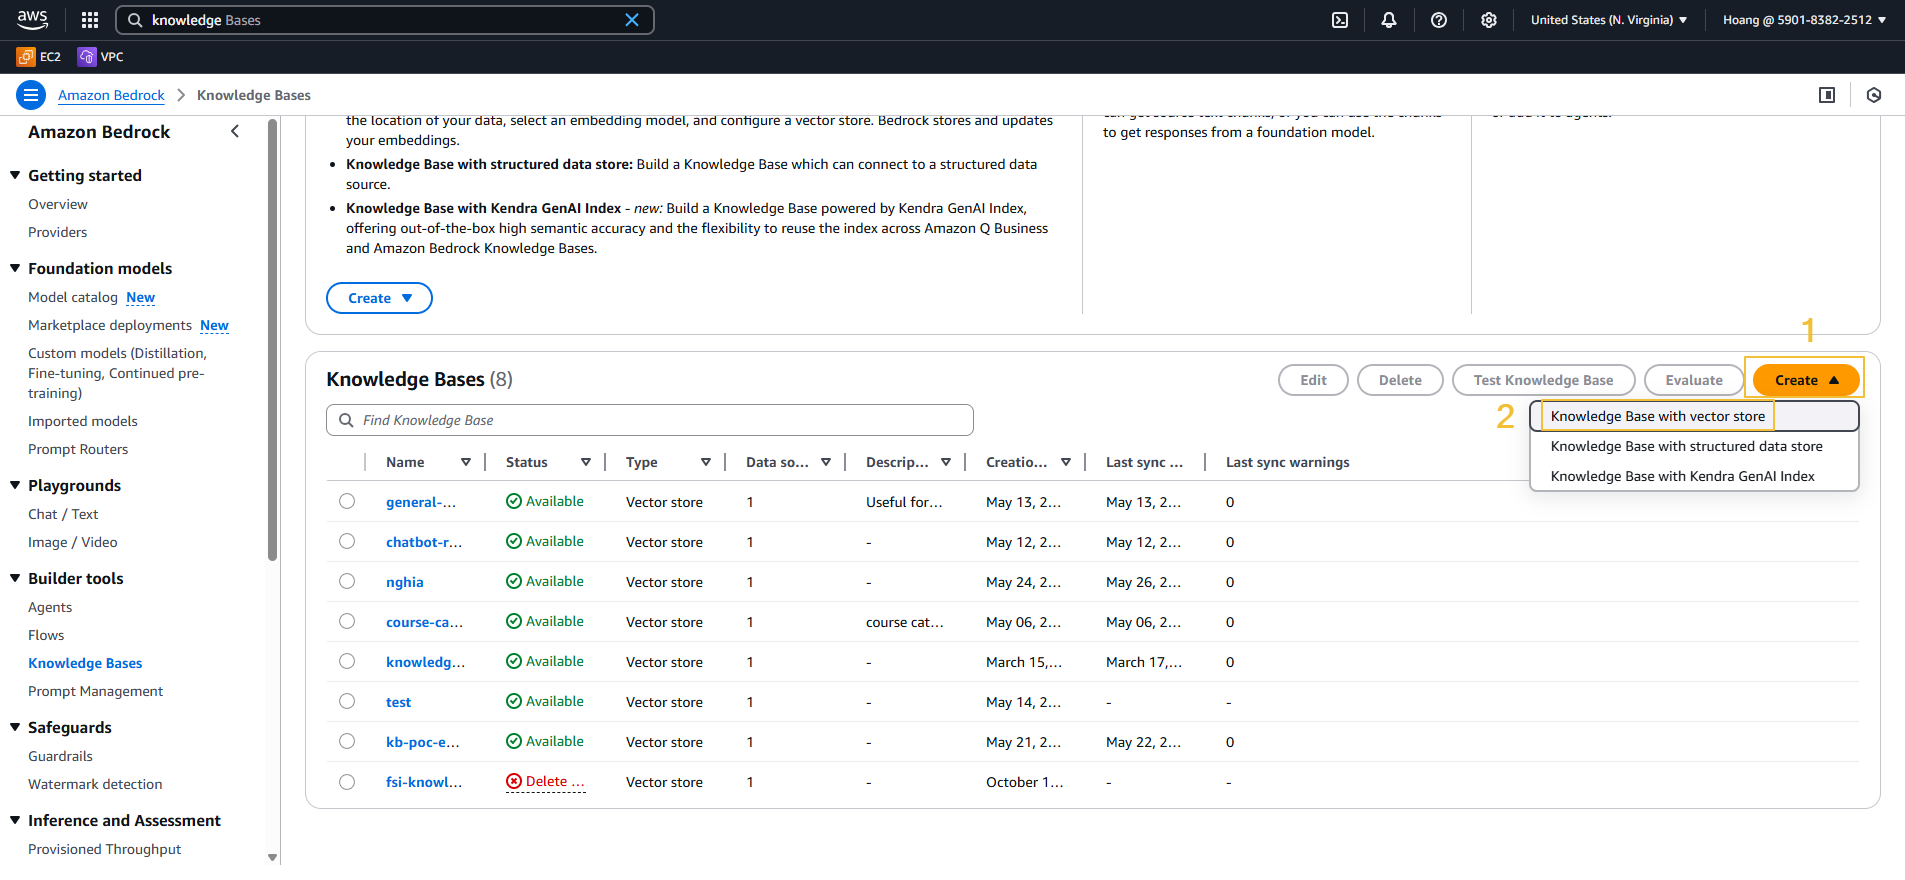 aws
knowledge Bases
United States (N. Virginia)
Hoang @ 5901-8382-2512
EC2
VPC
Amazon Bedrock
Knowledge Bases
Amazon Bedrock
Getting started
Overview
Providers
Foundation models
Model catalog New
Marketplace deployments New
Custom models (Distillation,
Fine-tuning, Continued pre-
training)
Imported models
Prompt Routers
Playgrounds
Chat / Text
Image / Video
Builder tools
Agents
Flows
Knowledge Bases
Prompt Management
Safeguards
Guardrails
Watermark detection
Inference and Assessment
Provisioned Throughput
the location of your data, select an embedding model, and configure a vector store. Bedrock stores and updates
your embeddings.
• Knowledge Base with structured data store: Build a Knowledge Base which can connect to a structured data
source.
• Knowledge Base with Kendra GenAI Index - new: Build a Knowledge Base powered by Kendra GenAI Index,
offering out-of-the-box high semantic accuracy and the flexibility to reuse the index across Amazon Q Business
and Amazon Bedrock Knowledge Bases.
Create
to get responses from a foundation model.
1
Knowledge Bases (8)
Edit
Delete
Test Knowledge Base
Evaluate
Create
2
Knowledge Base with vector store
Knowledge Base with structured data store
Knowledge Base with Kendra GenAI Index
Find Knowledge Base
Name Status Type Data so... Descrip... Creatio... Last sync ... Last sync warnings
general-... Available Vector store 1 Useful for... May 13, 2... May 13, 2... 0
chatbot-r... Available Vector store 1 - May 12, 2... May 12, 2... 0
nghia Available Vector store 1 - May 24, 2... May 26, 2... 0
course-ca... Available Vector store 1 course cat... May 06, 2... May 06, 2... 0
knowledg... Available Vector store 1 - March 15,... March 17,... 0
test Available Vector store 1 - May 14, 2... - -
kb-poc-e... Available Vector store 1 - May 21, 2... May 22, 2... 0
fsi-knowl... Delete ... Vector store 1 - October 1... - -